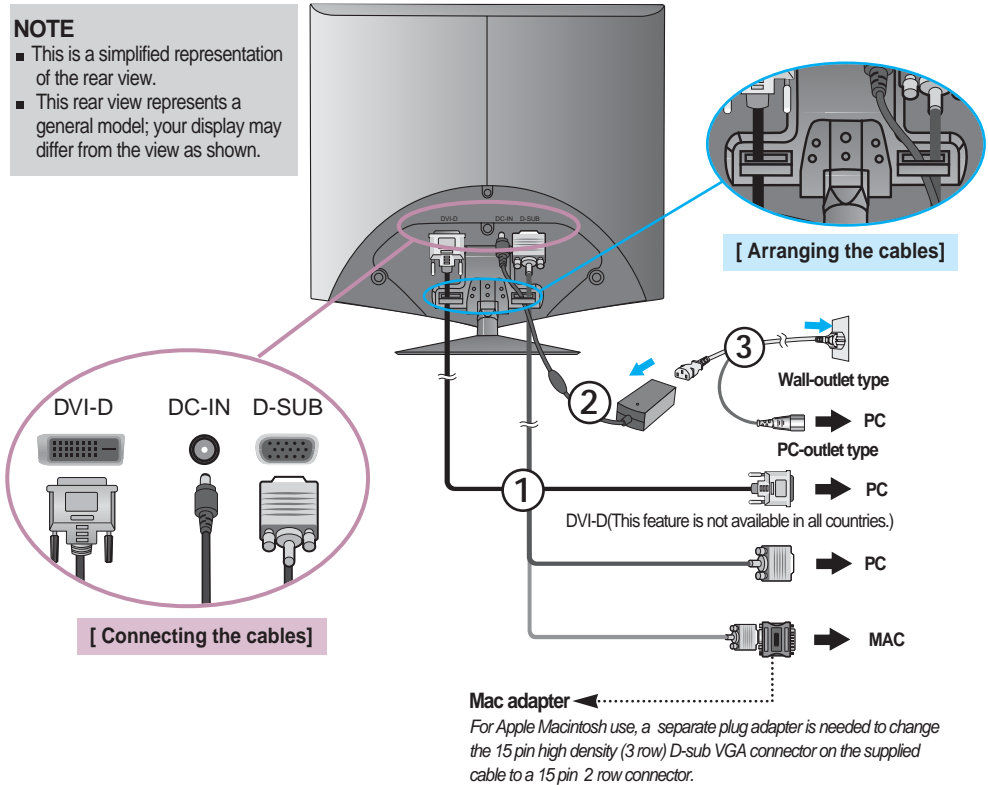 NOTE
■ This is a simplified representation
of the rear view.
■ This rear view represents a
general model; your display may
differ from the view as shown.
DVI-D DC-IN D-SUB
[ Arranging the cables]
3
Wall-outlet type
2
PC
PC-outlet type
DVI-D DC-IN D-SUB
1
PC
DVI-D(This feature is not available in all countries.)
PC
[ Connecting the cables]
MAC
Mac adapter
For Apple Macintosh use, a separate plug adapter is needed to change
the 15 pin high density (3 row) D-sub VGA connector on the supplied
cable to a 15 pin 2 row connector.